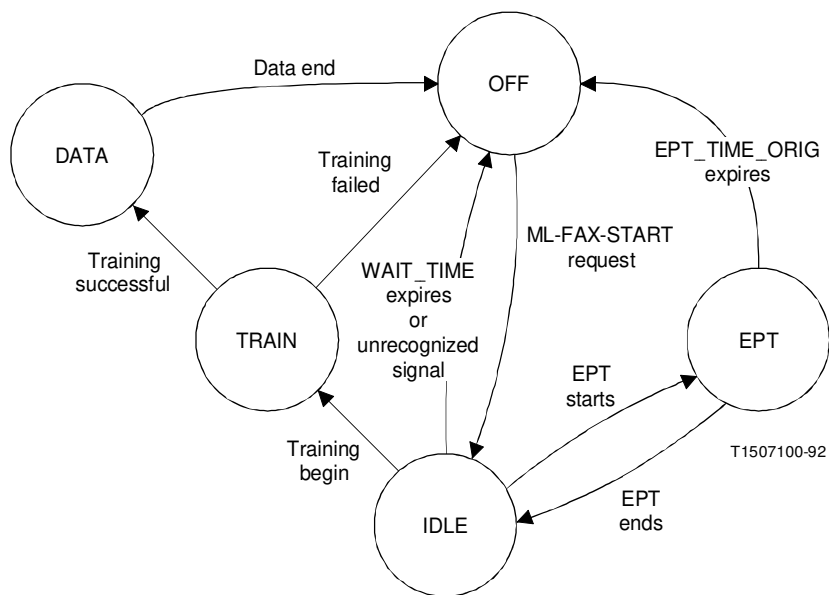 Data end
OFF
DATA
Training
failed
EPT_TIME_ORIG
expires
ML-FAX-START
request
Training
successful
WAIT_TIME
expires
or
unrecognized
signal
TRAIN
EPT
EPT
starts
Training
begin
T1507100-92
EPT
ends
IDLE